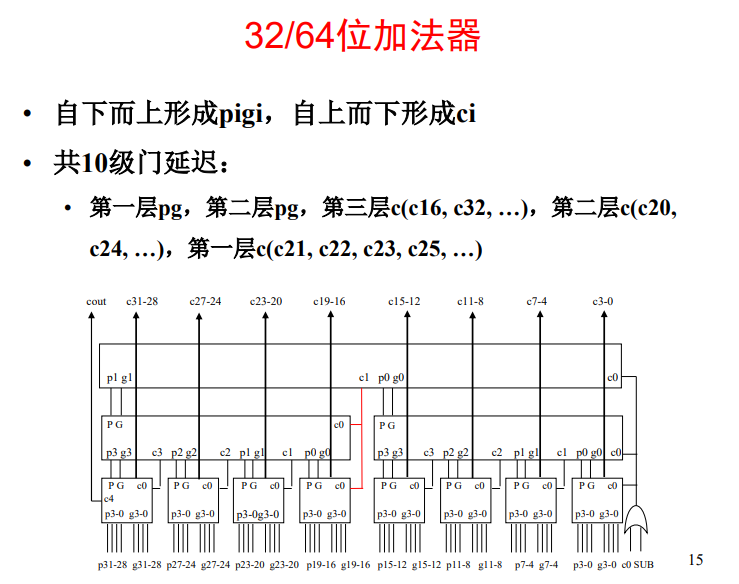 32/64位加法器
• 自下而上形成pigi，自上而下形成ci
• 共10级门延迟：
• 第一层pg，第二层pg，第三层c(c16, c32, …)，第二层c(c20,
c24, …)，第一层c(c21, c22, c23, c25, …)
cout c31-28 c27-24 c23-20 c19-16 c15-12 c11-8 c7-4 c3-0
p1 g1 c1 p0 g0 c0
P G c0 P G
p3 g3 c3 p2 g2 c2 p1 g1 c1 p0 g0 p3 g3 c3 p2 g2 c2 p1 g1 c1 p0 g0 c0
P G c0 P G c0 P G c0 P G c0 P G c0 P G c0 P G c0 P G c0
c4
p3-0 g3-0 p3-0 g3-0 p3-0g3-0 p3-0 g3-0 p3-0 g3-0 p3-0 g3-0 p3-0 g3-0 p3-0 g3-0
p31-28 g31-28 p27-24 g27-24 p23-20 g23-20 p19-16 g19-16 p15-12 g15-12 p11-8 g11-8 p7-4 g7-4 p3-0 g3-0 c0 SUB
15